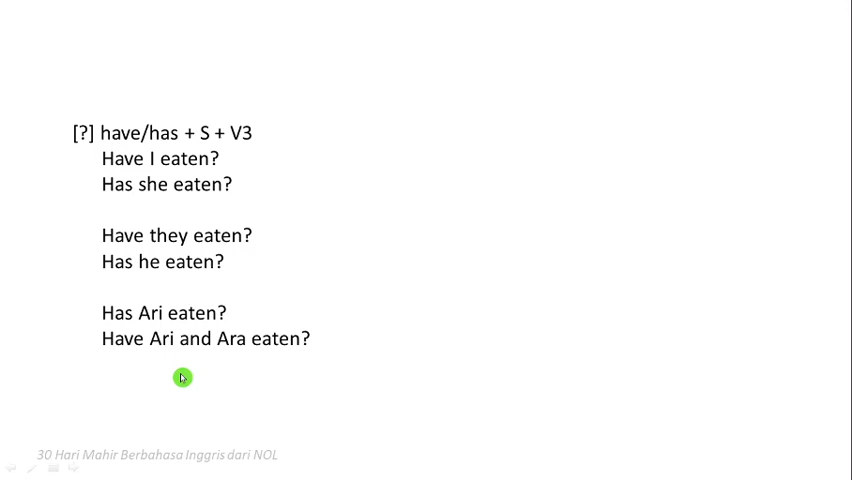 [?] have/has + S + V3
Have I eaten?
Has she eaten?
Have they eaten?
Has he eaten?
Has Ari eaten?
Have Ari and Ara eaten?
30 Hari Mahir Berbahasa Inggris dari NOL